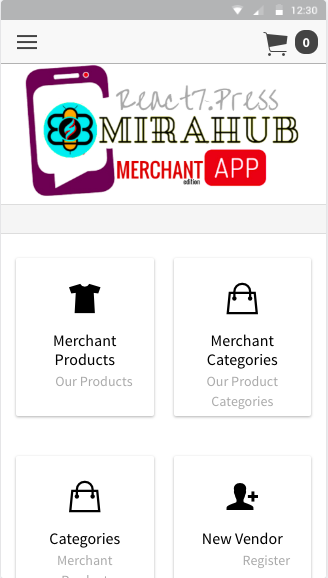 12:30
0
React7.Press
MIRAHUB
MERCHANT APP
edition
Merchant
Products
Our Products
Merchant
Categories
Our Product
Categories
Categories
Merchant
New Vendor
Register